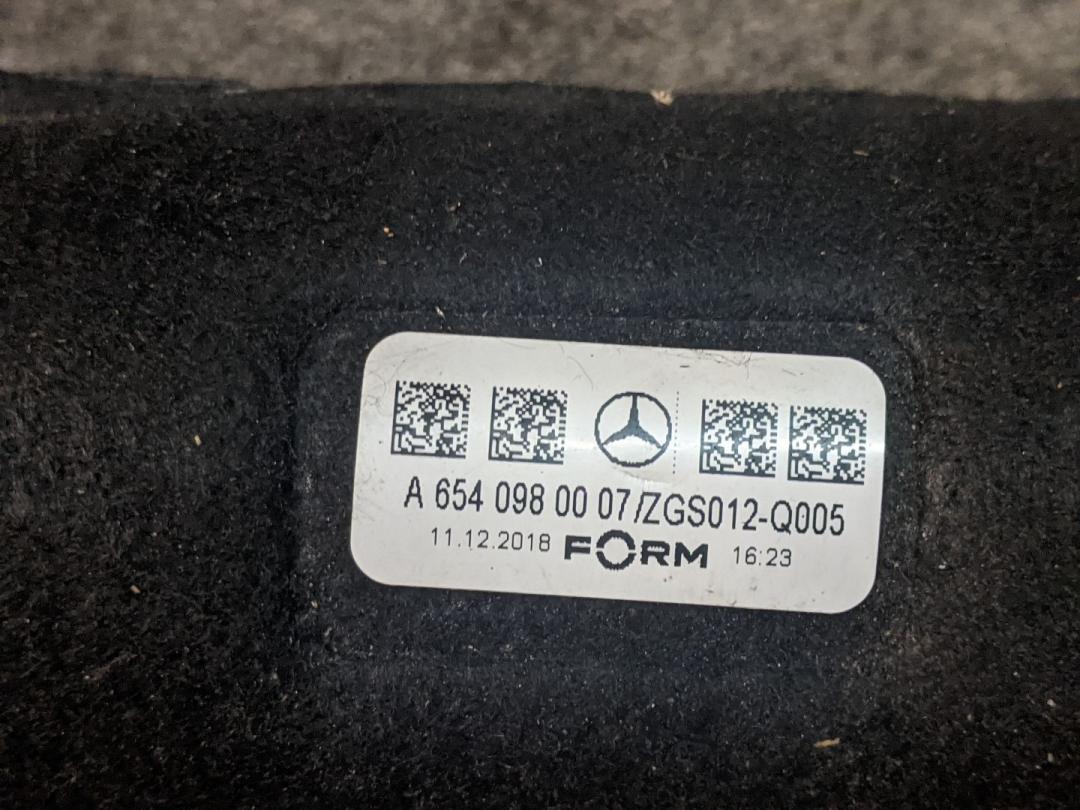 A 654 098 00 07//ZGS012-Q005
11.12.2018 FORM 16:23